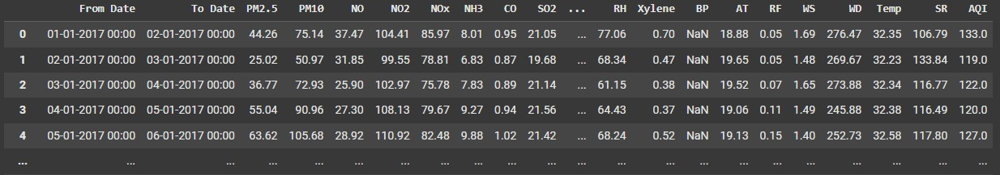 From Date To Date PM2.5 PM10 NO NO2 NOx NH3 CO SO2 ... RH Xylene BP AT RF WS WD Temp SR AQI
0 01-01-2017 00:00 02-01-2017 00:00 44.26 75.14 37.47 104.41 85.97 8.01 0.95 21.05 ... 77.06 0.70 NaN 18.88 0.05 1.69 276.47 32.35 106.79 133.0
1 02-01-2017 00:00 03-01-2017 00:00 25.02 50.97 31.85 99.55 78.81 6.83 0.87 19.68 ... 68.34 0.47 NaN 19.65 0.05 1.48 269.67 32.23 133.84 119.0
2 03-01-2017 00:00 04-01-2017 00:00 36.77 72.93 25.90 102.97 75.78 7.83 0.89 21.14 ... 61.15 0.38 NaN 19.52 0.07 1.65 273.88 32.34 116.77 122.0
3 04-01-2017 00:00 05-01-2017 00:00 55.04 90.96 27.30 108.13 79.67 9.27 0.94 21.56 ... 64.43 0.37 NaN 19.06 0.11 1.49 245.88 32.38 116.49 120.0
4 05-01-2017 00:00 06-01-2017 00:00 63.62 105.68 28.92 110.92 82.48 9.88 1.02 21.42 ... 68.24 0.52 NaN 19.13 0.15 1.40 252.73 32.58 117.80 127.0
... ... ... ... ... ... ... ... ... ... ... ... ... ... ... ... ... ... ... ... ... ...